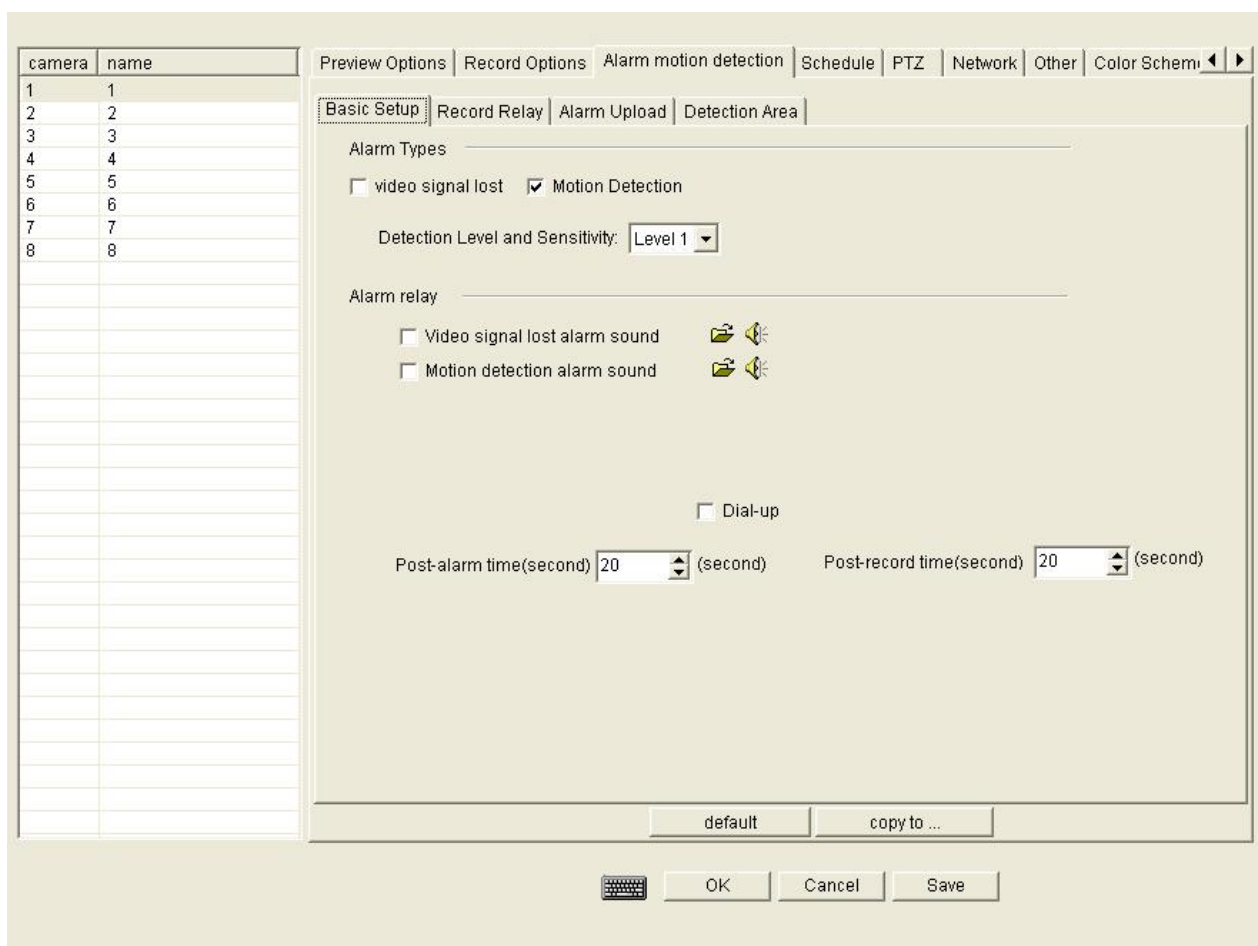 camera name
1 1
2 2
3 3
4 4
5 5
6 6
7 7
8 8
Preview Options Record Options Alarm motion detection Schedule PTZ Network Other Color Schem
Basic Setup Record Relay Alarm Upload Detection Area
Alarm Types
video signal lost Motion Detection
Detection Level and Sensitivity: Level 1
Alarm relay
Video signal lost alarm sound
Motion detection alarm sound
Dial-up
Post-alarm time(second) 20 (second) Post-record time(second) 20 (second)
default copy to ...
OK Cancel Save